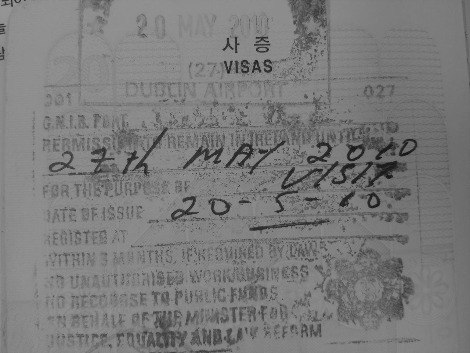 20 MAY 2010
사증
(27)
VISAS
DUBLIN AIRPORT
301 027
G.N.I.B. PORT
PERMISSION TO REMAIN IN IRELAND UNTIL
27th MAY 2010
FOR THE PURPOSE OF VISIT
DATE OF ISSUE 20-5-10
REGISTED AT
WITHIN 3 MONTHS, IF REQUIRED BY LAW
NO UNAUTHORISED WORK/BUSINESS
NO RECOURSE TO PUBLIC FUNDS
ON BEHALF OF THE MINISTER FOR
JUSTICE, EQUALITY AND LAW REFORM